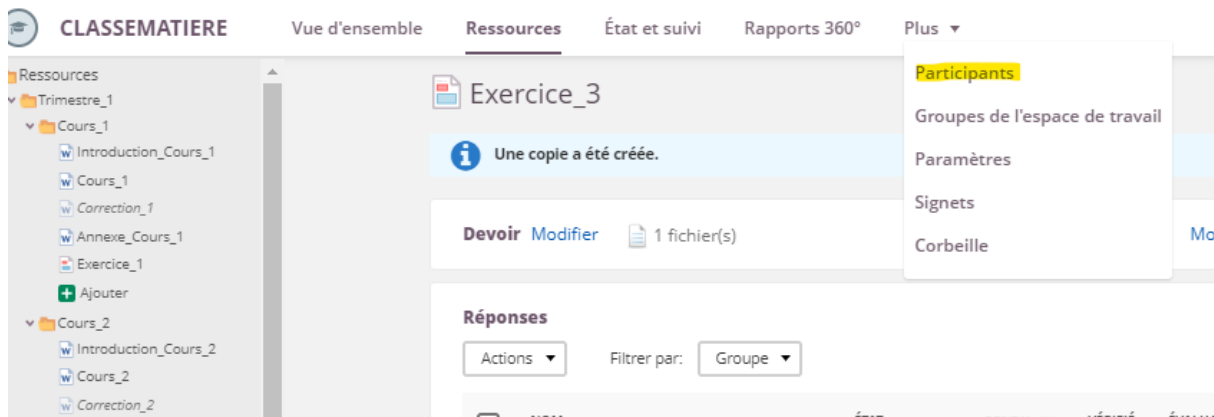 CLASSEMATIERE Vue d'ensemble Ressources État et suivi Rapports 360° Plus
Participants
Groupes de l'espace de travail
Paramètres
Signets
Corbeille
Ressources
Trimestre_1
Cours_1
Introduction_Cours_1
Cours_1
Correction_1
Annexe_Cours_1
Exercice_1
Ajouter
Cours_2
Introduction_Cours_2
Cours_2
Correction_2
Exercice_3
Une copie a été créée.
Devoir Modifier 1 fichier(s) Mo
Réponses
Actions Filtrer par: Groupe